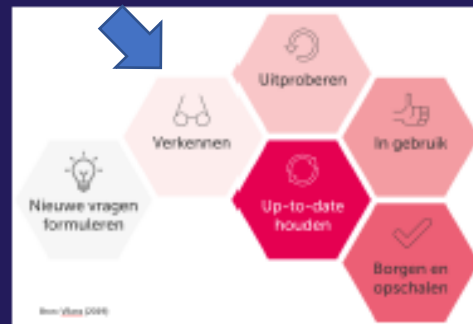 Uitproberen
Verkennen
In gebruik
Nieuwe vragen
formuleren
Up-to-date
houden
Borgen en
opschalen